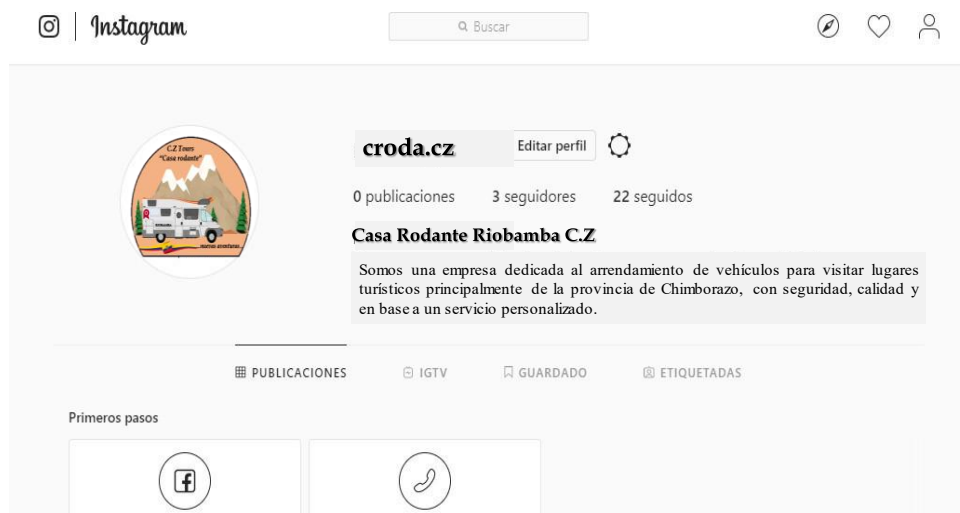 Instagram
Buscar
C.Z Tours
"Casa rodante"
nuevas aventuras...
croda.cz
Editar perfil
0 publicaciones 3 seguidores 22 seguidos
Casa Rodante Riobamba C.Z
Somos una empresa dedicada al arrendamiento de vehículos para visitar lugares
turísticos principalmente de la provincia de Chimborazo, con seguridad, calidad y
en base a un servicio personalizado.
PUBLICACIONES IGTV GUARDADO ETIQUETADAS
Primeros pasos